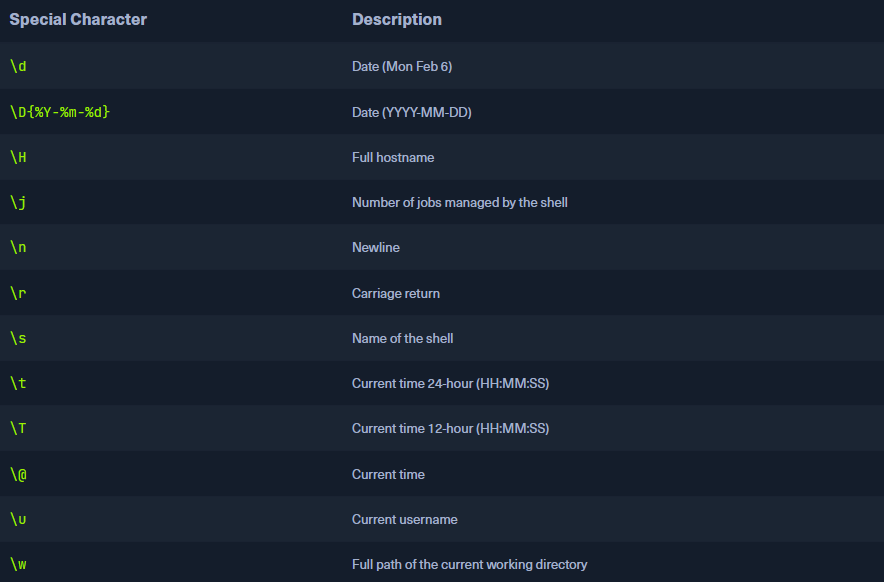 Special Character Description
\d Date (Mon Feb 6)
\D{%Y-%m-%d} Date (YYYY-MM-DD)
\H Full hostname
\j Number of jobs managed by the shell
\n Newline
\r Carriage return
\s Name of the shell
\t Current time 24-hour (HH:MM:SS)
\T Current time 12-hour (HH:MM:SS)
\@ Current time
\u Current username
\w Full path of the current working directory